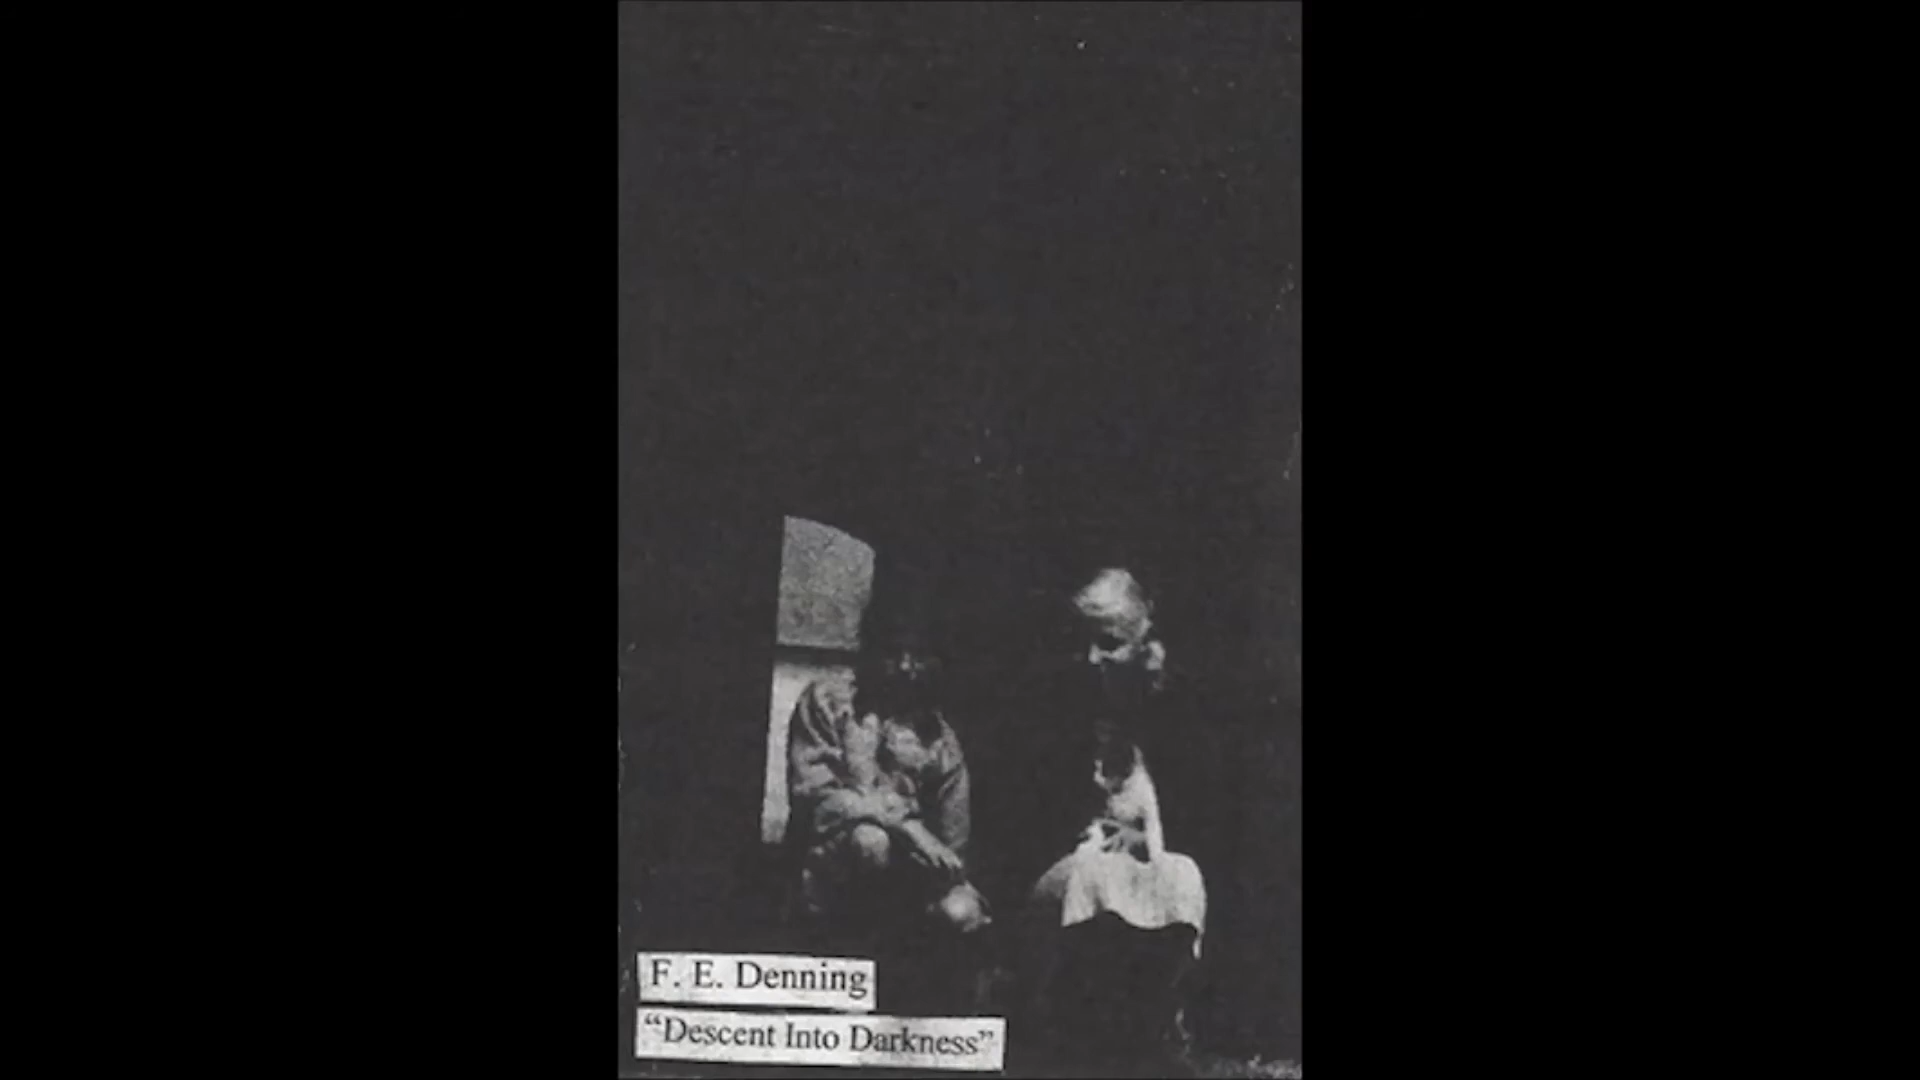 F. E. Denning
“Descent Into Darkness”